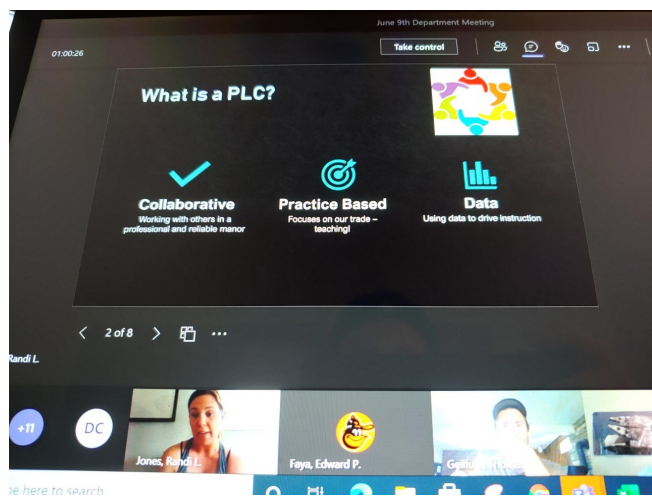 June 9th Department Meeting
01:00:26
Take control
What is a PLC?
Collaborative
Working with others in a
professional and reliable manor
Practice Based
Focuses on our trade –
teaching!
Data
Using data to drive instruction
2 of 8
Randi L.
+11
DC
Jones, Randi L.
Faya, Edward P.
here to search